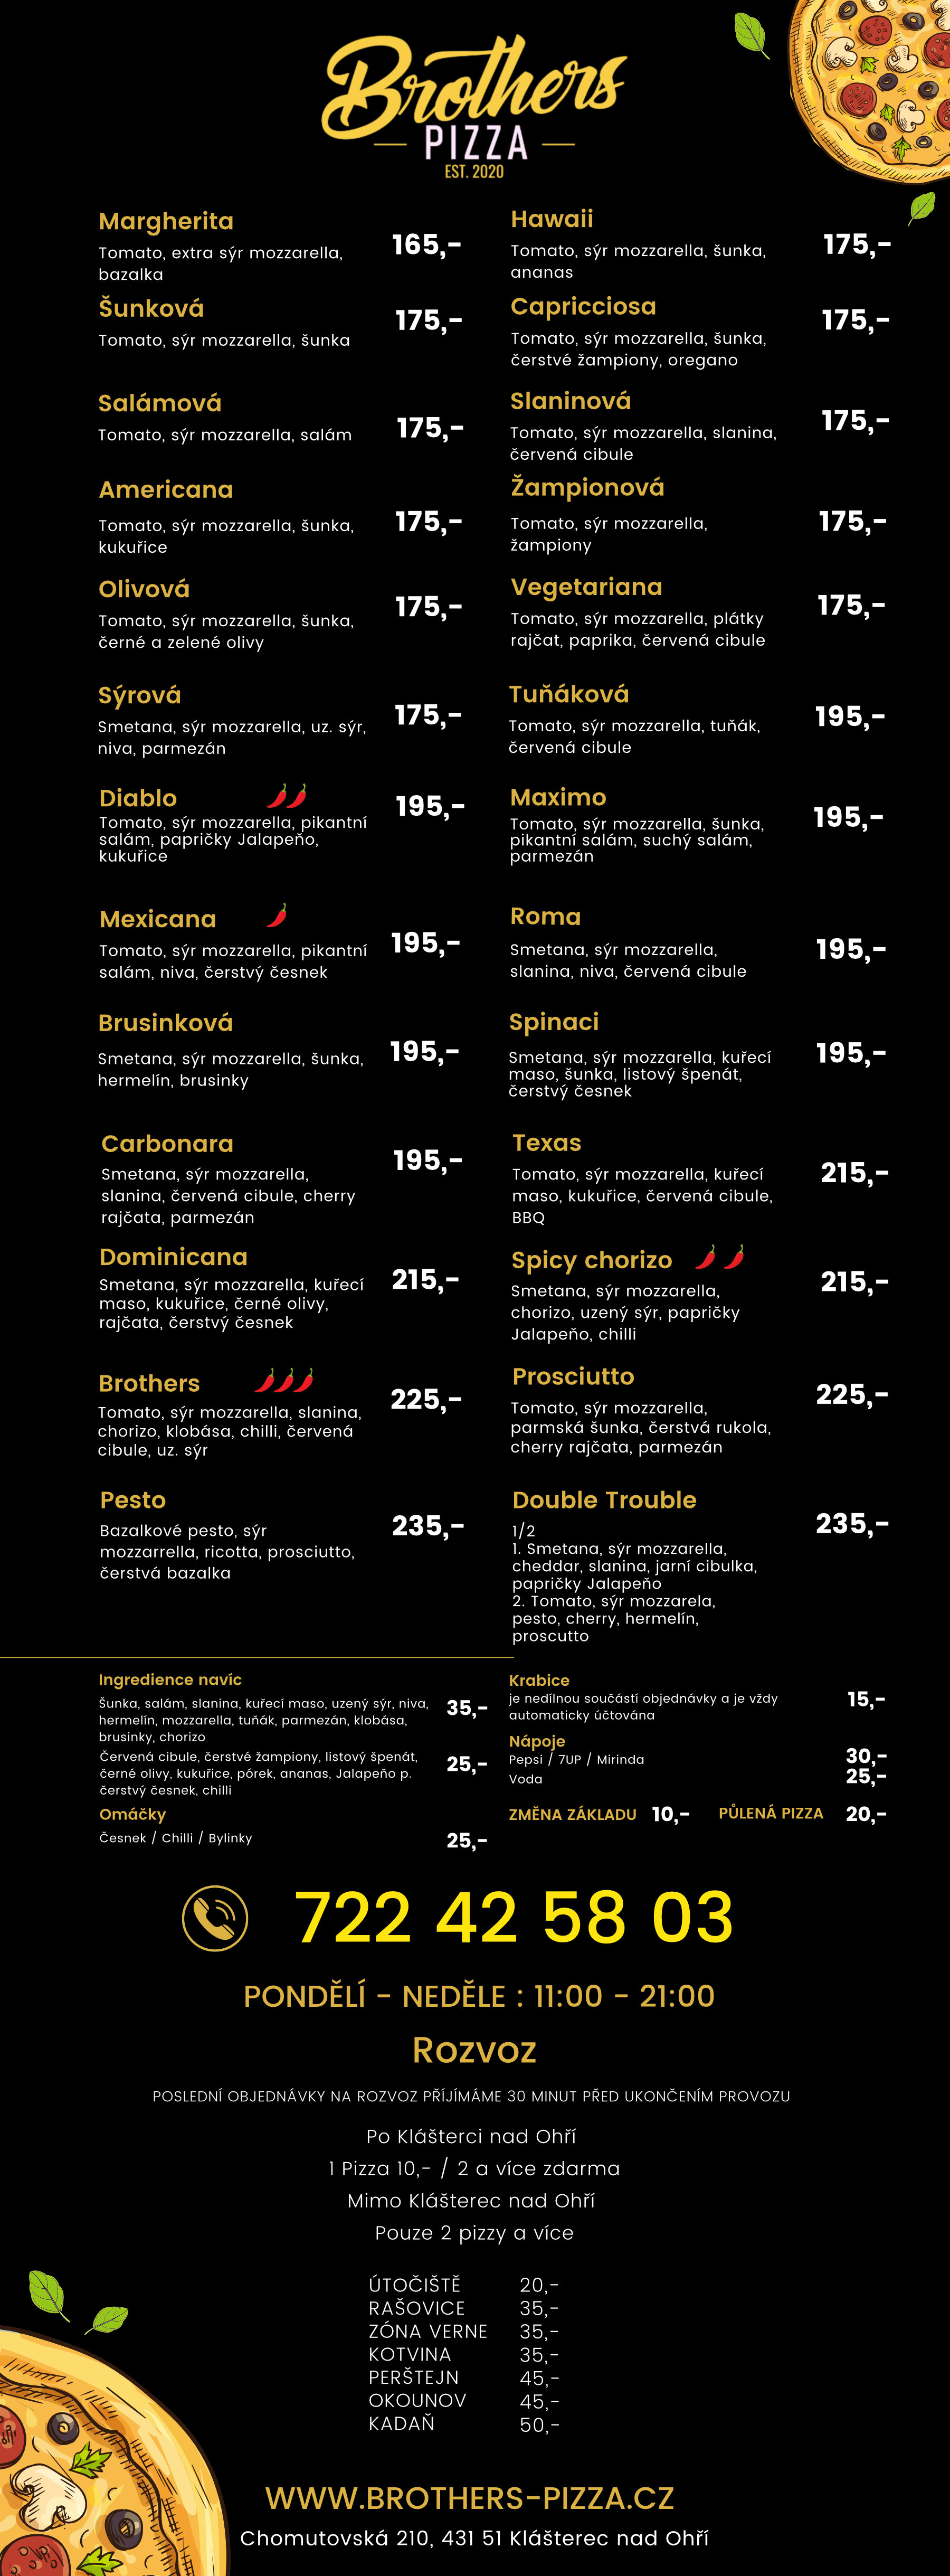 Brothers
PIZZA
EST. 2020
Margherita
Tomato, extra sýr mozzarella,
bazalka
165,-
Šunková
Tomato, sýr mozzarella, šunka
175,-
Salámová
Tomato, sýr mozzarella, salám
175,-
Americana
Tomato, sýr mozzarella, šunka,
kukuřice
175,-
Olivová
Tomato, sýr mozzarella, šunka,
černé a zelené olivy
175,-
Sýrová
Smetana, sýr mozzarella, uz. sýr,
niva, parmezán
175,-
Diablo
Tomato, sýr mozzarella, pikantní
salám, papričky Jalapeňo,
kukuřice
195,-
Mexicana
Tomato, sýr mozzarella, pikantní
salám, niva, čerstvý česnek
195,-
Brusinková
Smetana, sýr mozzarella, šunka,
hermelín, brusinky
195,-
Carbonara
Smetana, sýr mozzarella,
slanina, červená cibule, cherry
rajčata, parmezán
195,-
Dominicana
Smetana, sýr mozzarella, kuřecí
maso, kukuřice, černé olivy,
rajčata, čerstvý česnek
215,-
Brothers
Tomato, sýr mozzarella, slanina,
chorizo, klobása, chilli, červená
cibule, uz. sýr
225,-
Pesto
Bazalkové pesto, sýr
mozzarrella, ricotta, prosciutto,
čerstvá bazalka
235,-
Hawaii
Tomato, sýr mozzarella, šunka,
ananas
175,-
Capricciosa
Tomato, sýr mozzarella, šunka,
čerstvé žampiony, oregano
175,-
Slaninová
Tomato, sýr mozzarella, slanina,
červená cibule
175,-
Žampionová
Tomato, sýr mozzarella,
žampiony
175,-
Vegetariana
Tomato, sýr mozzarella, plátky
rajčat, paprika, červená cibule
175,-
Tuňáková
Tomato, sýr mozzarella, tuňák,
červená cibule
195,-
Maximo
Tomato, sýr mozzarella, šunka,
pikantní salám, suchý salám,
parmezán
195,-
Roma
Smetana, sýr mozzarella,
slanina, niva, červená cibule
195,-
Spinaci
Smetana, sýr mozzarella, kuřecí
maso, šunka, listový špenát,
čerstvý česnek
195,-
Texas
Tomato, sýr mozzarella, kuřecí
maso, kukuřice, červená cibule,
BBQ
215,-
Spicy chorizo
Smetana, sýr mozzarella,
chorizo, uzený sýr, papričky
Jalapeňo, chilli
215,-
Prosciutto
Tomato, sýr mozzarella,
parmská šunka, čerstvá rukola,
cherry rajčata, parmezán
225,-
Double Trouble
1/2
1. Smetana, sýr mozzarella,
cheddar, slanina, jarní cibulka,
papričky Jalapeňo
2. Tomato, sýr mozzarela,
pesto, cherry, hermelín,
proscutto
235,-
Ingredience navíc
Šunka, salám, slanina, kuřecí maso, uzený sýr, niva,
hermelín, mozzarella, tuňák, parmezán, klobása,
brusinky, chorizo
35,-
Červená cibule, čerstvé žampiony, listový špenát,
černé olivy, kukuřice, pórek, ananas, Jalapeňo p.
čerstvý česnek, chilli
25,-
Omáčky
Česnek / Chilli / Bylinky
25,-
Krabice
je nedílnou součástí objednávky a je vždy
automaticky účtována
15,-
Nápoje
Pepsi / 7UP / Mirinda 30,-
Voda 25,-
ZMĚNA ZÁKLADU 10,- PŮLENÁ PIZZA 20,-
722 42 58 03
PONDĚLÍ - NEDĚLE : 11:00 - 21:00
Rozvoz
POSLEDNÍ OBJEDNÁVKY NA ROZVOZ PŘÍJÍMÁME 30 MINUT PŘED UKONČENÍM PROVOZU
Po Klášterci nad Ohří
1 Pizza 10,- / 2 a více zdarma
Mimo Klášterec nad Ohří
Pouze 2 pizzy a více
ÚTOČIŠTĚ 20,-
RAŠOVICE 35,-
ZÓNA VERNE 35,-
KOTVINA 35,-
PERŠTEJN 45,-
OKOUNOV 45,-
KADAŇ 50,-
WWW.BROTHERS-PIZZA.CZ
Chomutovská 210, 431 51 Klášterec nad Ohří